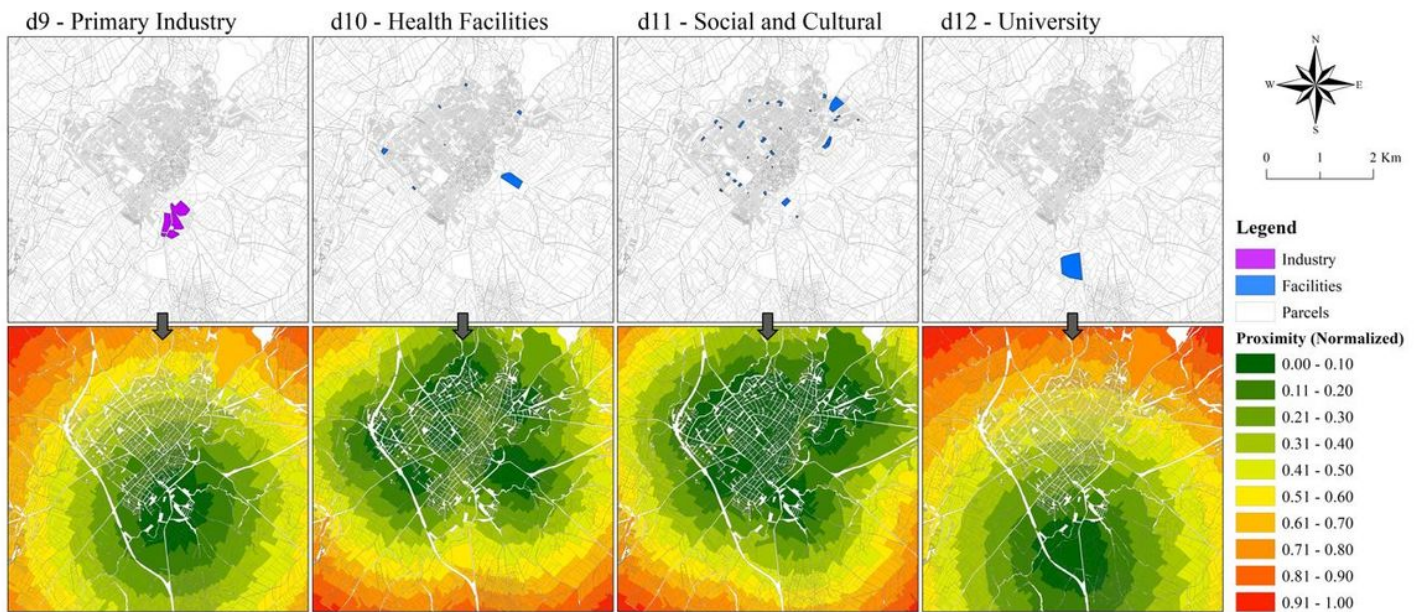 d9 - Primary Industry
d10 - Health Facilities
d11 - Social and Cultural
d12 - University
N
W
E
S
0 1 2 Km
Legend
Industry
Facilities
Parcels
Proximity (Normalized)
0.00 - 0.10
0.11 - 0.20
0.21 - 0.30
0.31 - 0.40
0.41 - 0.50
0.51 - 0.60
0.61 - 0.70
0.71 - 0.80
0.81 - 0.90
0.91 - 1.00